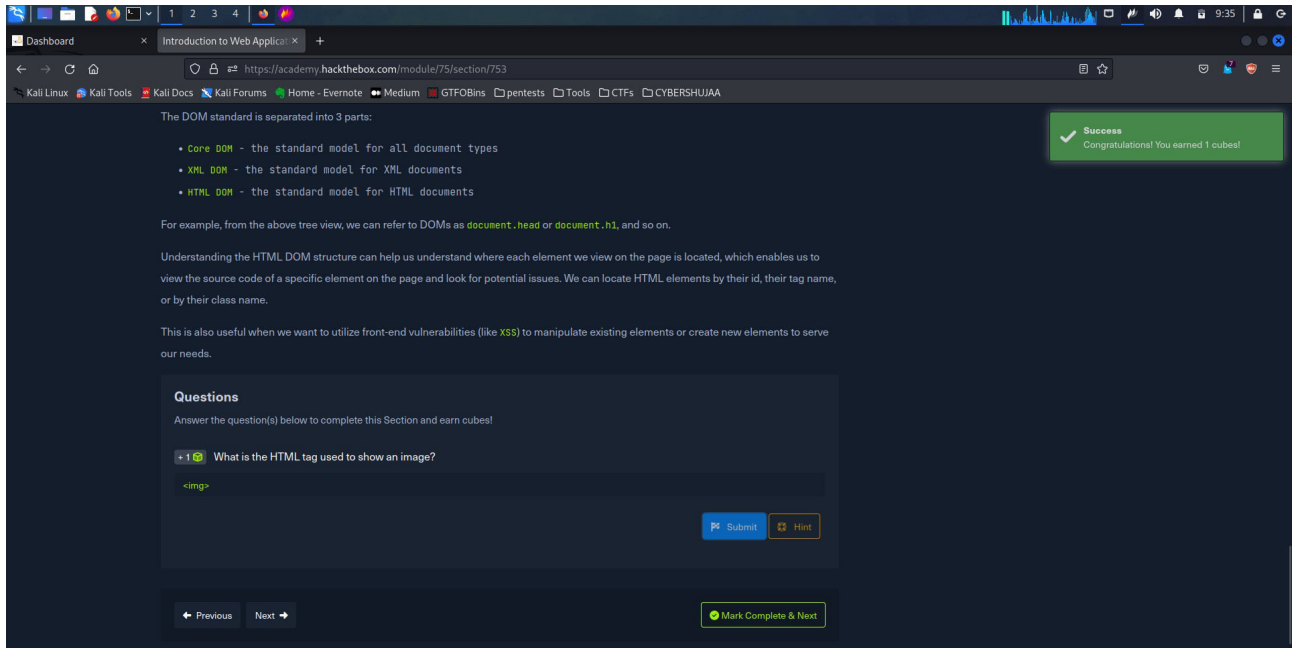 1 2 3 4
9:35
Dashboard
Introduction to Web Applicat
https://academy.hackthebox.com/module/75/section/753
7
Kali Linux Kali Tools Kali Docs Kali Forums Home - Evernote Medium GTFOBins pentests Tools CTFs CYBERSHUJAA
The DOM standard is separated into 3 parts:
Success
Congratulations! You earned 1 cubes!
• Core DOM - the standard model for all document types
• XML DOM - the standard model for XML documents
• HTML DOM - the standard model for HTML documents
For example, from the above tree view, we can refer to DOMs as document.head or document.h1, and so on.
Understanding the HTML DOM structure can help us understand where each element we view on the page is located, which enables us to
view the source code of a specific element on the page and look for potential issues. We can locate HTML elements by their id, their tag name,
or by their class name.
This is also useful when we want to utilize front-end vulnerabilities (like XSS) to manipulate existing elements or create new elements to serve
our needs.
Questions
Answer the question(s) below to complete this Section and earn cubes!
+ 1 What is the HTML tag used to show an image?
<img>
Submit Hint
Previous Next Mark Complete & Next